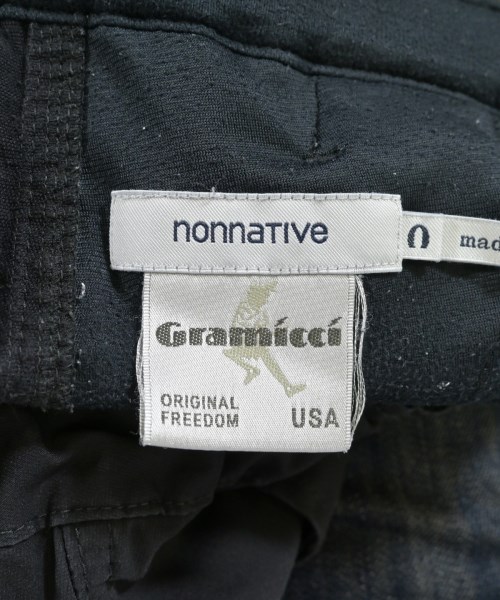 nonnative
0 mad
Gramicci
ORIGINAL
FREEDOM
USA